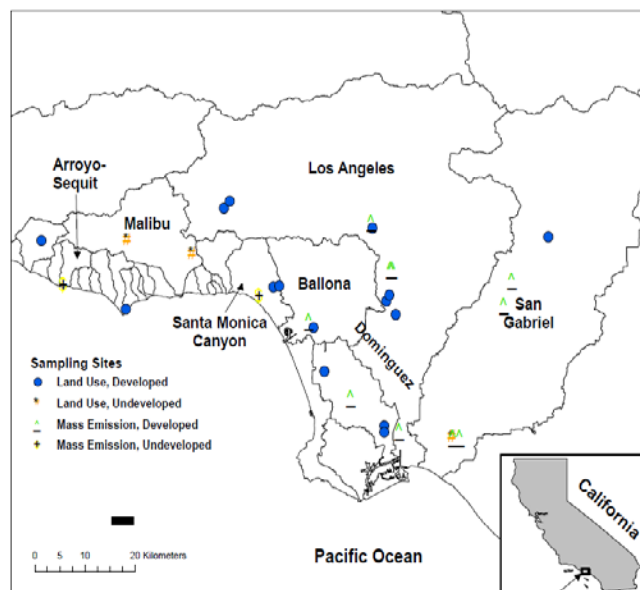 Los Angeles
Arroyo-
Sequit
Malibu
Ballona
Santa Monica
Canyon
Dominguez
San
Gabriel
Sampling Sites
Land Use, Developed
Land Use, Undeveloped
Mass Emission, Developed
Mass Emission, Undeveloped
0 5 10 20 Kilometers
Pacific Ocean
California